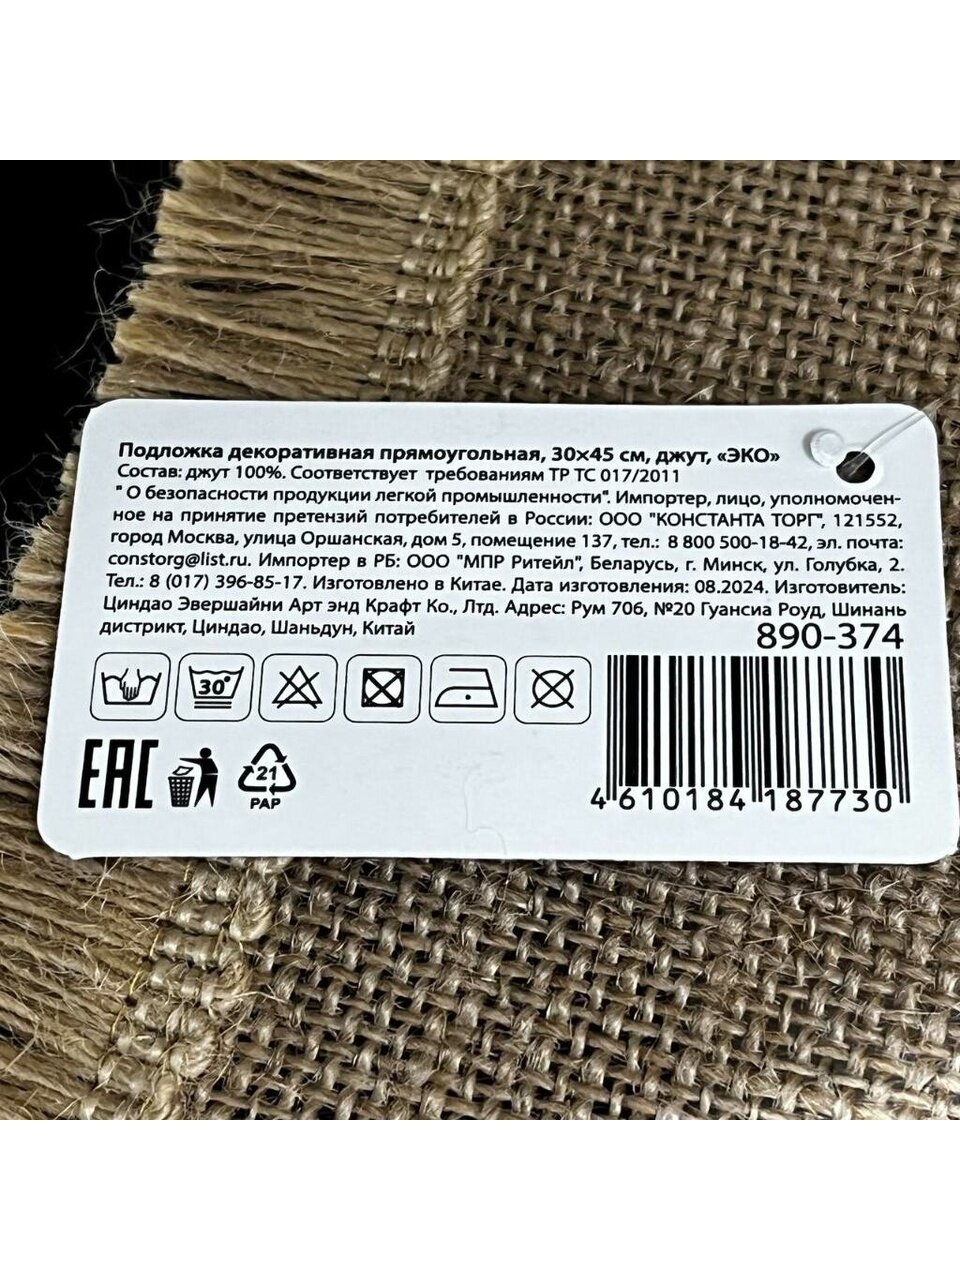 Подложка декоративная прямоугольная, 30×45 см, джут, «ЭКО»
Состав: джут 100%. Соответствует требованиям ТР ТС 017/2011
" О безопасности продукции легкой промышленности". Импортер, лицо, уполномочен-
ное на принятие претензий потребителей в России: ООО "КОНСТАНТА ТОРГ", 121552,
город Москва, улица Оршанская, дом 5, помещение 137, тел.: 8 800 500-18-42, эл. почта:
constorg@list.ru. Импортер в РБ: ООО "МПР Ритейл", Беларусь, г. Минск, ул. Голубка, 2.
Тел.: 8 (017) 396-85-17. Изготовлено в Китае. Дата изготовления: 08.2024. Изготовитель:
Циндао Эвершайни Арт энд Крафт Ко., Лтд. Адрес: Рум 706, №20 Гуансиа Роуд, Шинань
дистрикт, Циндао, Шаньдун, Китай
890-374
30°
EAC
21
PAP
4 610184 187730